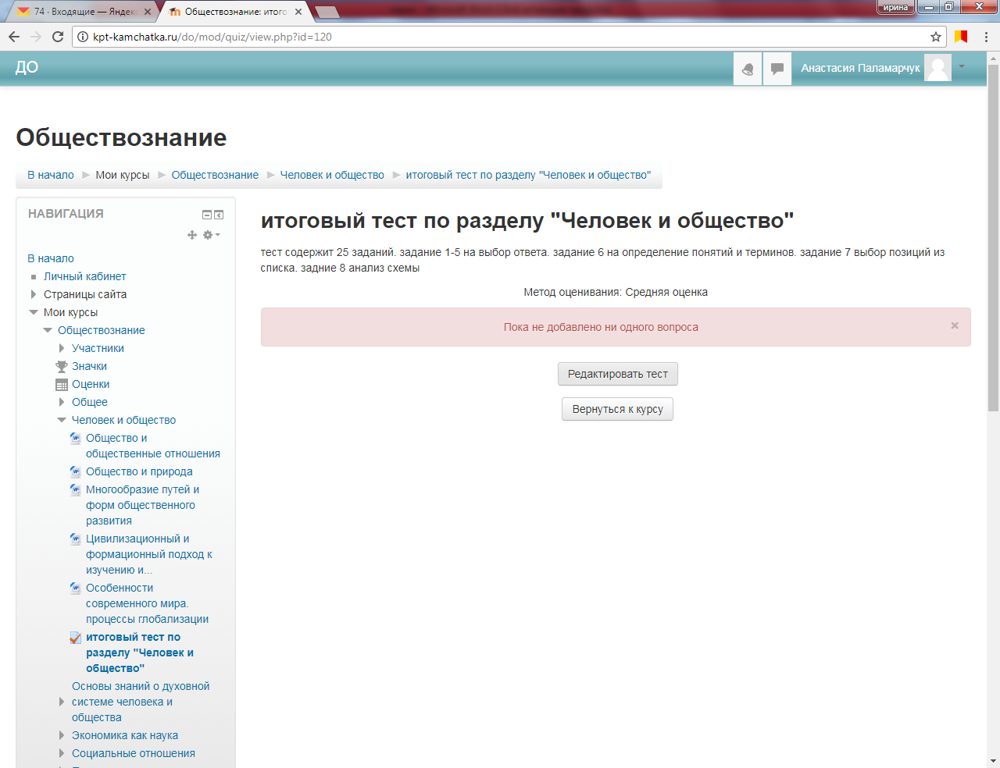 74 · Входящие — Яндекс
Обществознание: итого
ирина
kpt-kamchatka.ru/do/mod/quiz/view.php?id=120
ДО
Анастасия Паламарчук
Обществознание
В начало
Мои курсы
Обществознание
Человек и общество
итоговый тест по разделу "Человек и общество"
НАВИГАЦИЯ
В начало
Личный кабинет
Страницы сайта
Мои курсы
Обществознание
Участники
Значки
Оценки
Общее
Человек и общество
Общество и
общественные отношения
Общество и природа
Многообразие путей и
форм общественного
развития
Цивилизационный и
формационный подход к
изучению и...
Особенности
современного мира.
процессы глобализации
итоговый тест по
разделу "Человек и
общество"
Основы знаний о духовной
системе человека и
общества
Экономика как наука
Социальные отношения
итоговый тест по разделу "Человек и общество"
тест содержит 25 заданий. задание 1-5 на выбор ответа. задание 6 на определение понятий и терминов. задание 7 выбор позиций из
списка. задние 8 анализ схемы
Метод оценивания: Средняя оценка
Пока не добавлено ни одного вопроса
Редактировать тест
Вернуться к курсу